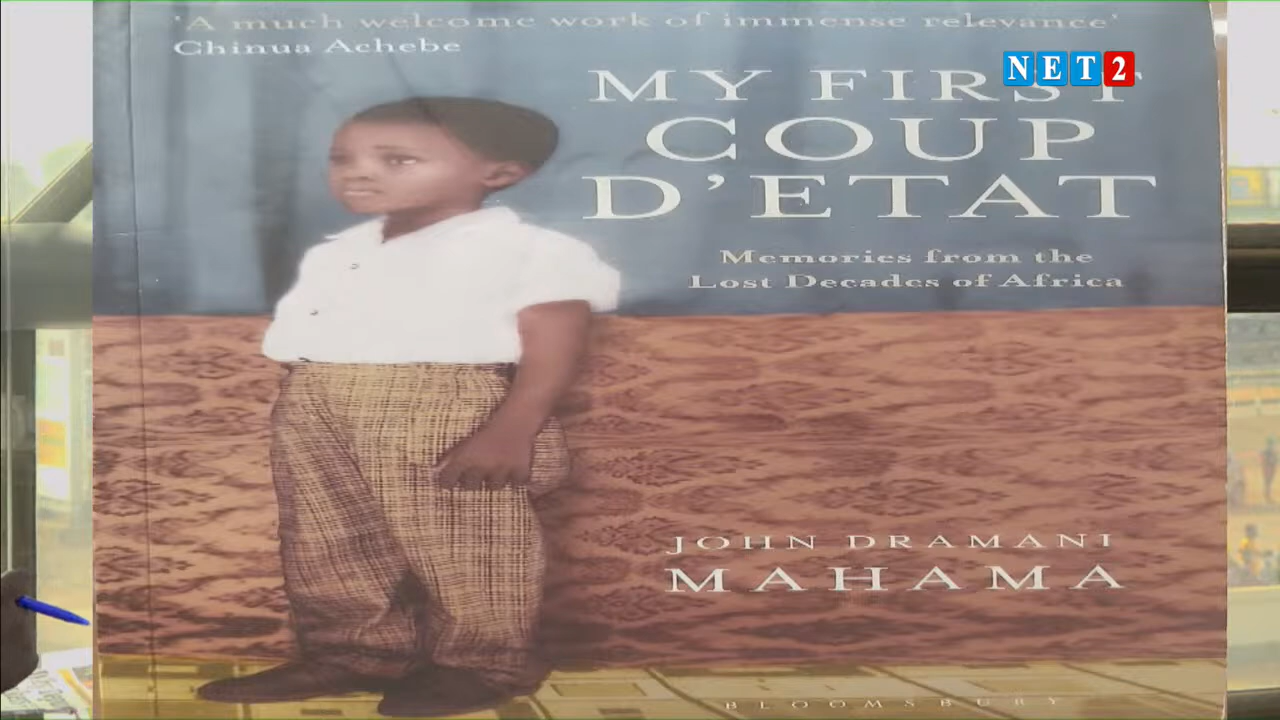 'A much welcome work of immense relevance'
Chinua Achebe
NET2
MY FIRST
COUP
D'ETAT
Memories from the
Lost Decades of Africa
JOHN DRAMANI
MAHAMA
BLOOMSBURY